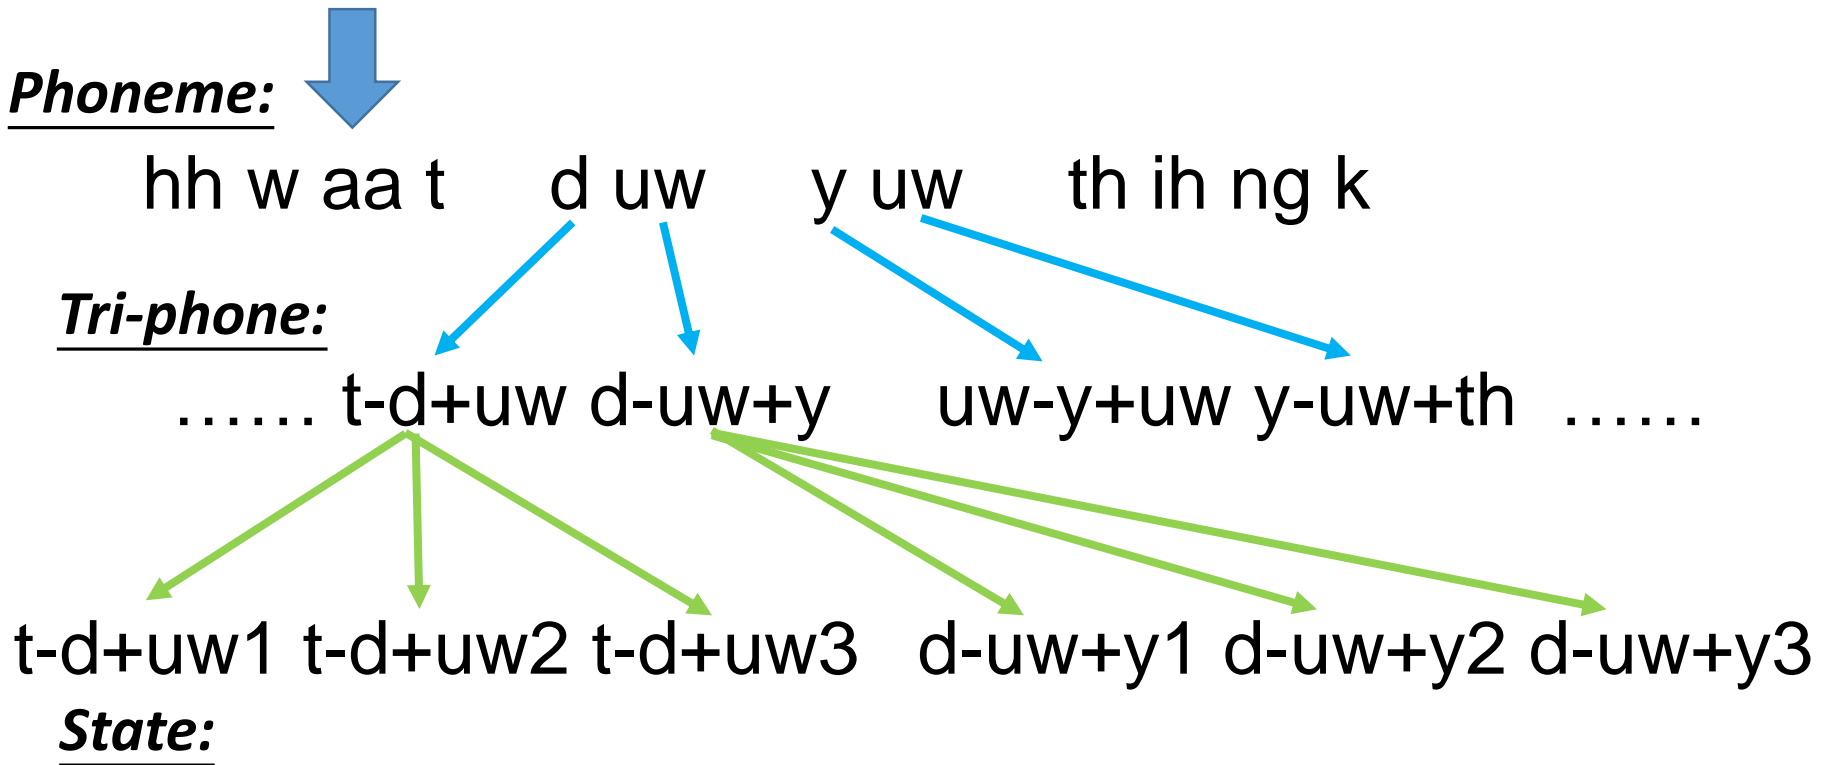 Phoneme:
hh w aa t d uw y uw th ih ng k
Tri-phone:
...... t-d+uw d-uw+y uw-y+uw y-uw+th ......
t-d+uw1 t-d+uw2 t-d+uw3 d-uw+y1 d-uw+y2 d-uw+y3
State: